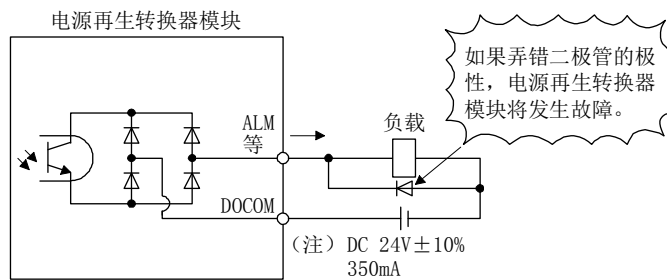 电源再生转换器模块
如果弄错二极管的极
性，电源再生转换器
模块将发生故障。
ALM
等
负载
DOCOM
（注）DC 24V±10%
350mA